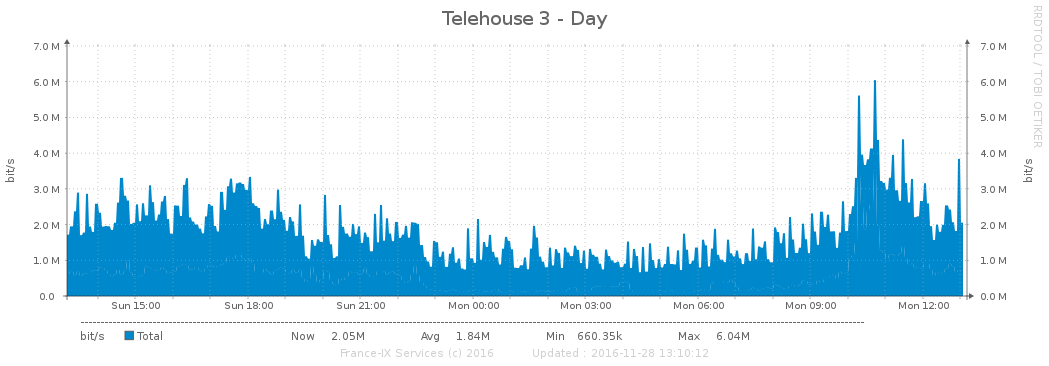 Telehouse 3 - Day
RRDTOOL / TOBI OETIKER
7.0 M 7.0 M
6.0 M 6.0 M
5.0 M 5.0 M
4.0 M 4.0 M
3.0 M 3.0 M
2.0 M 2.0 M
1.0 M 1.0 M
0.0 0.0 M
bit/s bit/s
Sun 15:00 Sun 18:00 Sun 21:00 Mon 00:00 Mon 03:00 Mon 06:00 Mon 09:00 Mon 12:00
bit/s Total Now 2.05M Avg 1.84M Min 660.35k Max 6.04M
France-IX Services (c) 2016 Updated : 2016-11-28 13:10:12